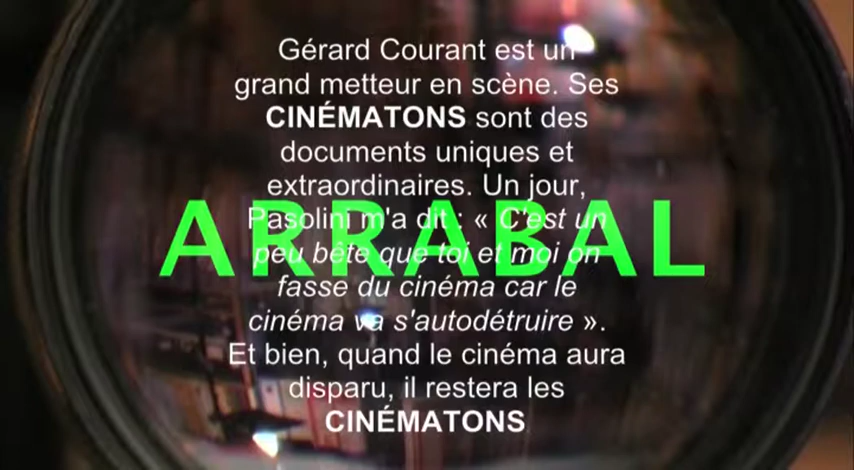 Gérard Courant est un
grand metteur en scène. Ses
CINÉMATONS sont des
documents uniques et
extraordinaires. Un jour,
Pasolini m'a dit : « C'est un
peu bête que toi et moi on
fasse du cinéma car le
cinéma va s'autodétruire ».
Et bien, quand le cinéma aura
disparu, il restera les
CINÉMATONS
ARRABAL